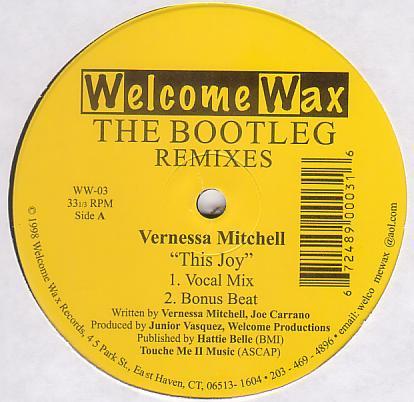 Welcome Wax
THE BOOTLEG
REMIXES
WW-03
33 1/3 RPM
Side A
Vernessa Mitchell
“This Joy”
1. Vocal Mix
2. Bonus Beat
Written by Vernessa Mitchell, Joe Carrano
Produced by Junior Vasquez, Welcome Productions
Published by Hattie Belle (BMI)
Touche Me II Music (ASCAP)
© 1998 Welcome Wax Records, 45 Park St., East Haven, CT, 06513-1604 • 203-469-4896 • email: welco mewax @aol.com
6 72489 00031 6